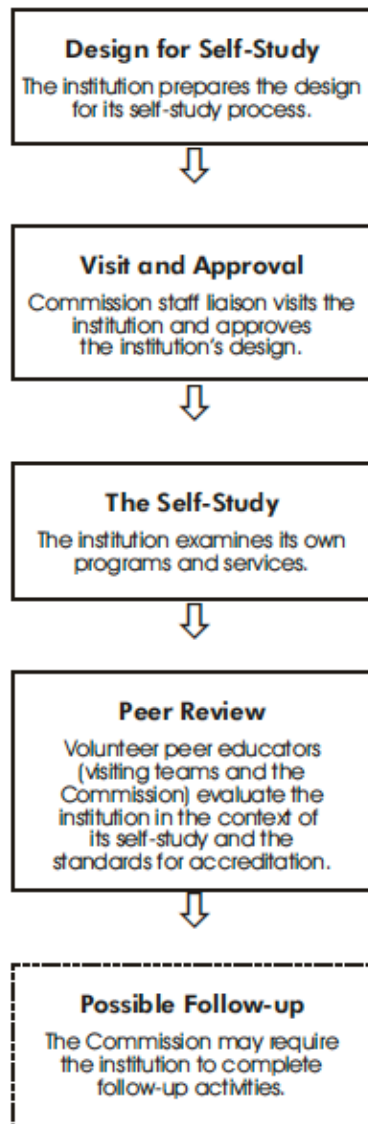 Design for Self-Study
The institution prepares the design
for its self-study process.
Visit and Approval
Commission staff liaison visits the
institution and approves
the institution's design.
The Self-Study
The institution examines its own
programs and services.
Peer Review
Volunteer peer educators
(visiting teams and the
Commission) evaluate the
institution in the context of
its self-study and the
standards for accreditation.
Possible Follow-up
The Commission may require
the institution to complete
follow-up activities.